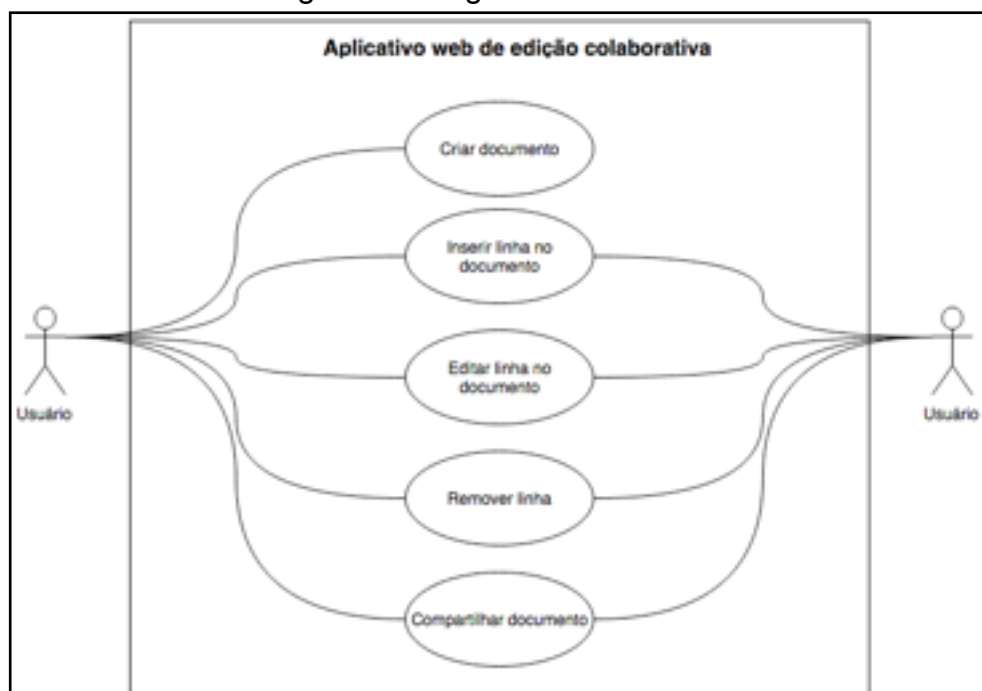 Aplicativo web de edição colaborativa
Criar documento
Inserir linha no
documento
Editar linha no
documento
Usuário
Usuário
Remover linha
Compartilhar documento